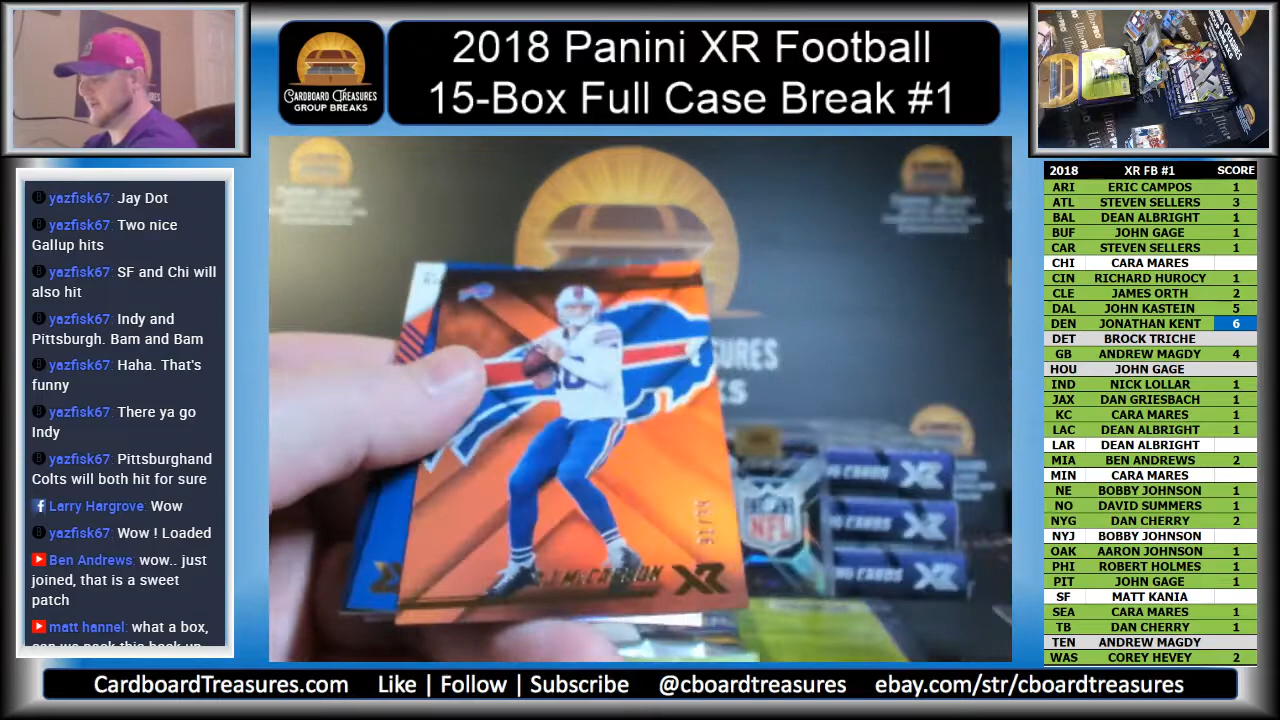 2018 Panini XR Football
15-Box Full Case Break #1
CARDBOARD TREASURES
GROUP BREAKS
yazfisk67: Jay Dot
yazfisk67: Two nice
Gallup hits
yazfisk67: SF and Chi will
also hit
yazfisk67: Indy and
Pittsburgh. Bam and Bam
yazfisk67: Haha. That's
funny
yazfisk67: There ya go
Indy
yazfisk67: Pittsburghand
Colts will both hit for sure
Larry Hargrove: Wow
yazfisk67: Wow ! Loaded
Ben Andrews: wow.. just
joined, that is a sweet
patch
matt hannel: what a box,
2018 XR FB #1 SCORE
ARI ERIC CAMPOS 1
ATL STEVEN SELLERS 3
BAL DEAN ALBRIGHT 1
BUF JOHN GAGE 1
CAR STEVEN SELLERS 1
CHI CARA MARES
CIN RICHARD HUROCY 1
CLE JAMES ORTH 2
DAL JOHN KASTEIN 5
DEN JONATHAN KENT 6
DET BROCK TRICHE
GB ANDREW MAGDY 4
HOU JOHN GAGE
IND NICK LOLLAR 1
JAX DAN GRIESBACH 1
KC CARA MARES 1
LAC DEAN ALBRIGHT 1
LAR DEAN ALBRIGHT
MIA BEN ANDREWS 2
MIN CARA MARES
NE BOBBY JOHNSON 1
NO DAVID SUMMERS 1
NYG DAN CHERRY 2
NYJ BOBBY JOHNSON
OAK AARON JOHNSON 1
PHI ROBERT HOLMES 1
PIT JOHN GAGE 1
SF MATT KANIA
SEA CARA MARES 1
TB DAN CHERRY 1
TEN ANDREW MAGDY
WAS COREY HEVEY 2
XR
NFL
XR
CARDS XR
CardboardTreasures.com Like | Follow | Subscribe @cboardtreasures ebay.com/str/cboardtreasures